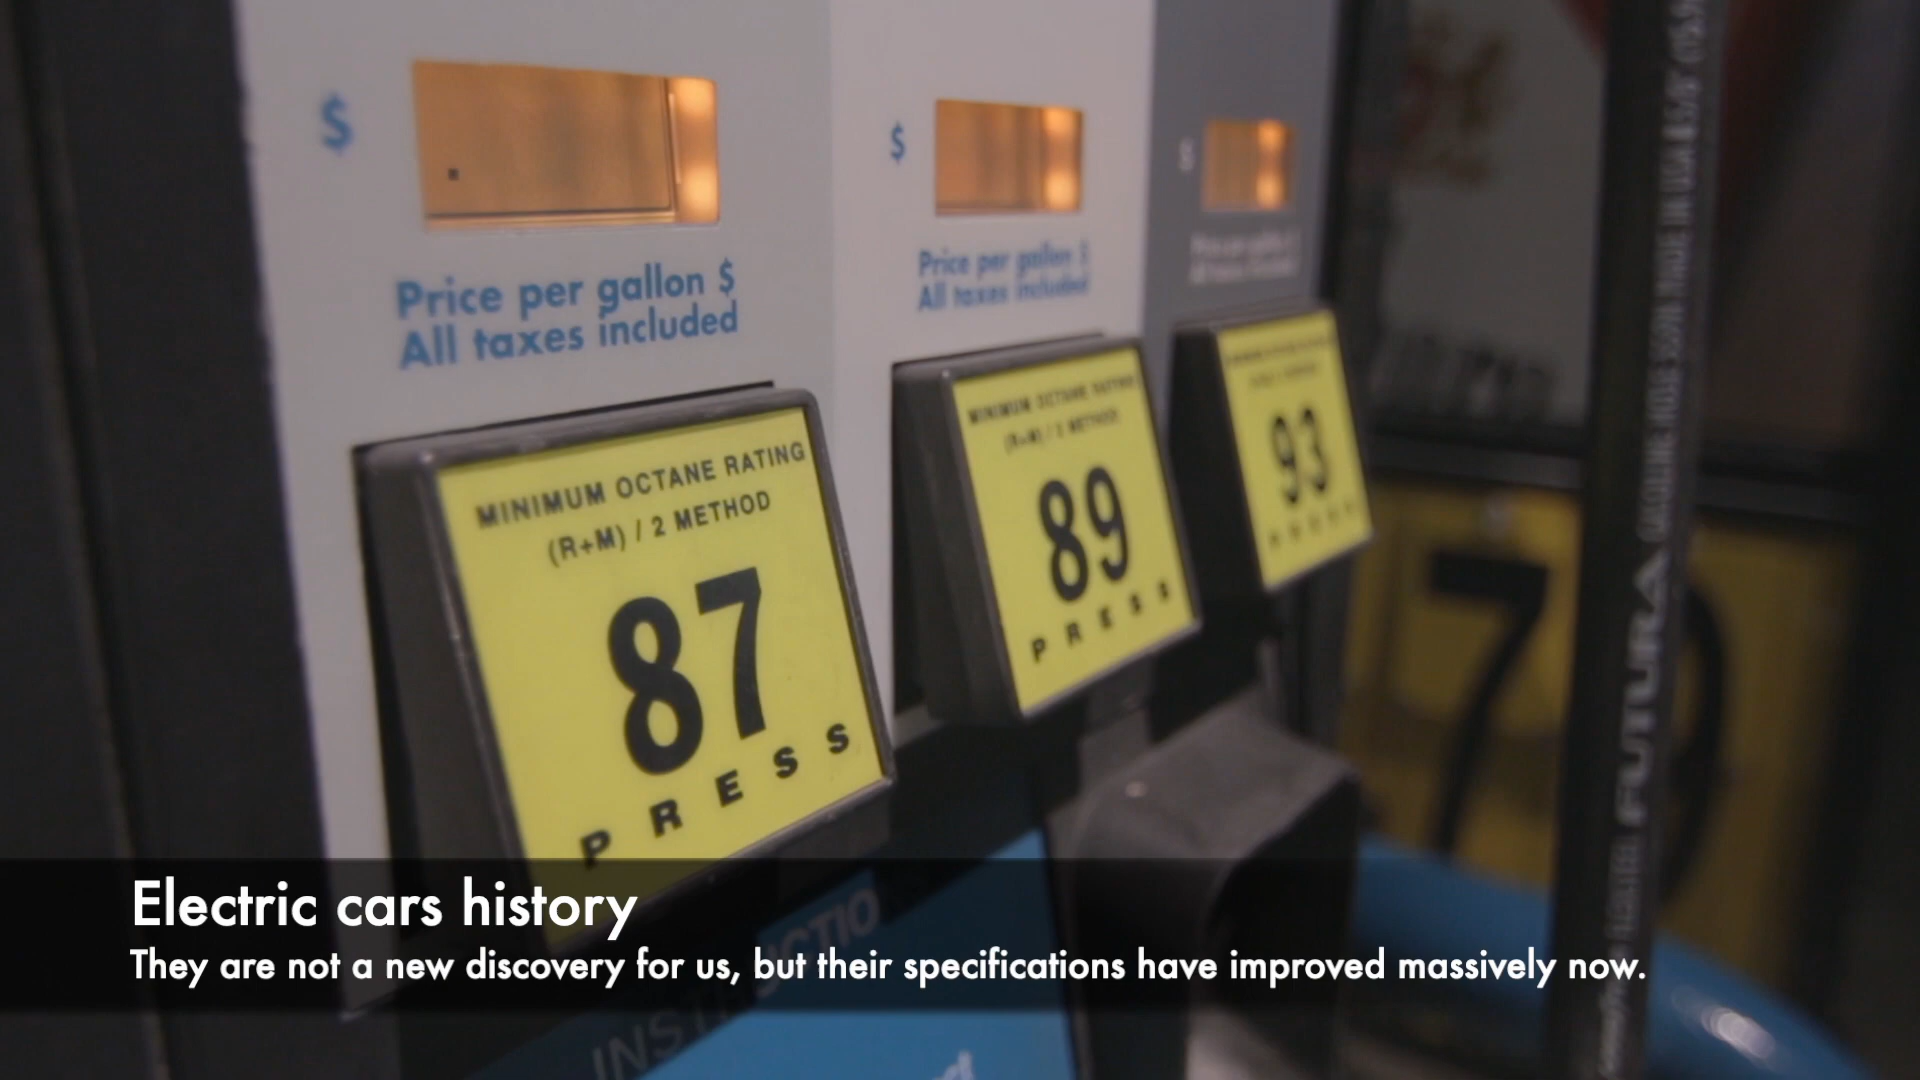 $
Price per gallon $
All taxes included
$
Price per gallon $
All taxes included
$
MINIMUM OCTANE RATING
(R+M) / 2 METHOD
87
PRESS
MINIMUM OCTANE RATING
(R+M) / 2 METHOD
89
PRESS
93
PRESS
7
FUTURA
Electric cars history
They are not a new discovery for us, but their specifications have improved massively now.